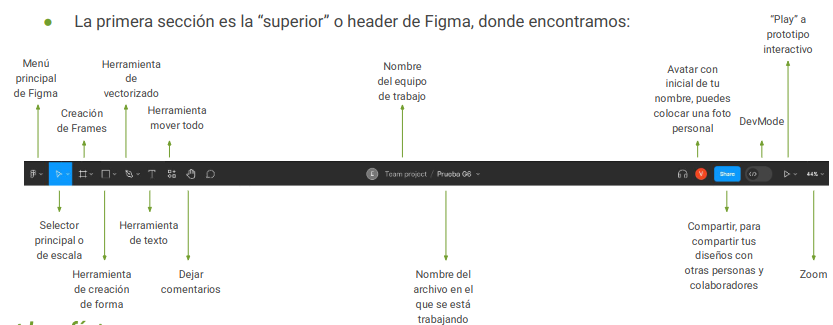 ● La primera sección es la “superior” o header de Figma, donde encontramos:
“Play” a
prototipo
interactivo
Menú
principal
de Figma
Herramienta
de
vectorizado
Nombre
del equipo
de trabajo
Avatar con
inicial de tu
nombre, puedes
colocar una foto
personal
Creación
de Frames
Herramienta
mover todo
DevMode
L Team project / Prueba G6
V Share 44%
Selector
principal o
de escala
Herramienta
de texto
Compartir, para
compartir tus
diseños con
otras personas y
colaboradores
Herramienta
de creación
de forma
Dejar
comentarios
Nombre del
archivo en el
que se está
trabajando
Zoom